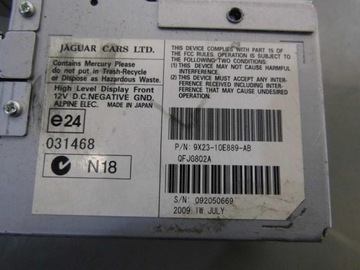 JAGUAR CARS LTD.
Contains Mercury Please
do not put in Trash-Recycle
or Dispose as Hazardous Waste.
High Level Display Front
12V D.C.NEGATIVE GND.
ALPINE ELEC. MADE IN JAPAN
e24
031468
N18
THIS DEVICE COMPLIES WITH PART 15 OF
THE FCC RULES. OPERATION IS SUBJECT TO
THE FOLLOWING TWO CONDITIONS:
(1) THIS DEVICE MAY NOT CAUSE HARMFUL
INTERFERENCE.
(2) THIS DEVICE MUST ACCEPT ANY INTER-
FERENCE RECEIVED INCLUDING
INTERFERENCE THAT MAY CAUSE
UNDESIRED OPERATION.
P/N: 9X23-10E889-AB
QFJG802A
S/N: 092050669
2009 IW JULY